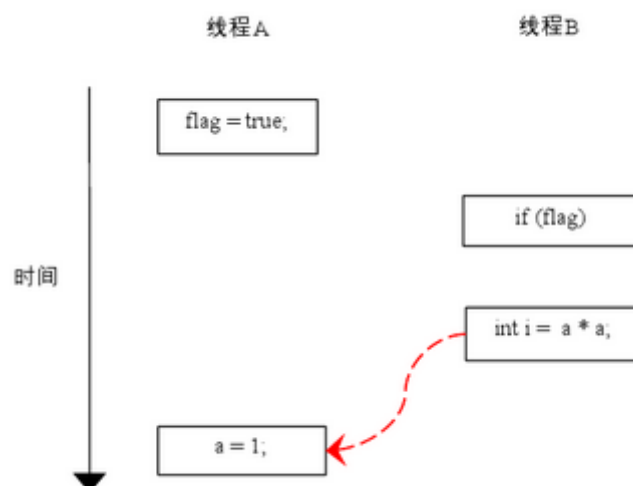 线程A
线程B
flag = true;
if (flag)
时间
int i = a * a;
a = 1;